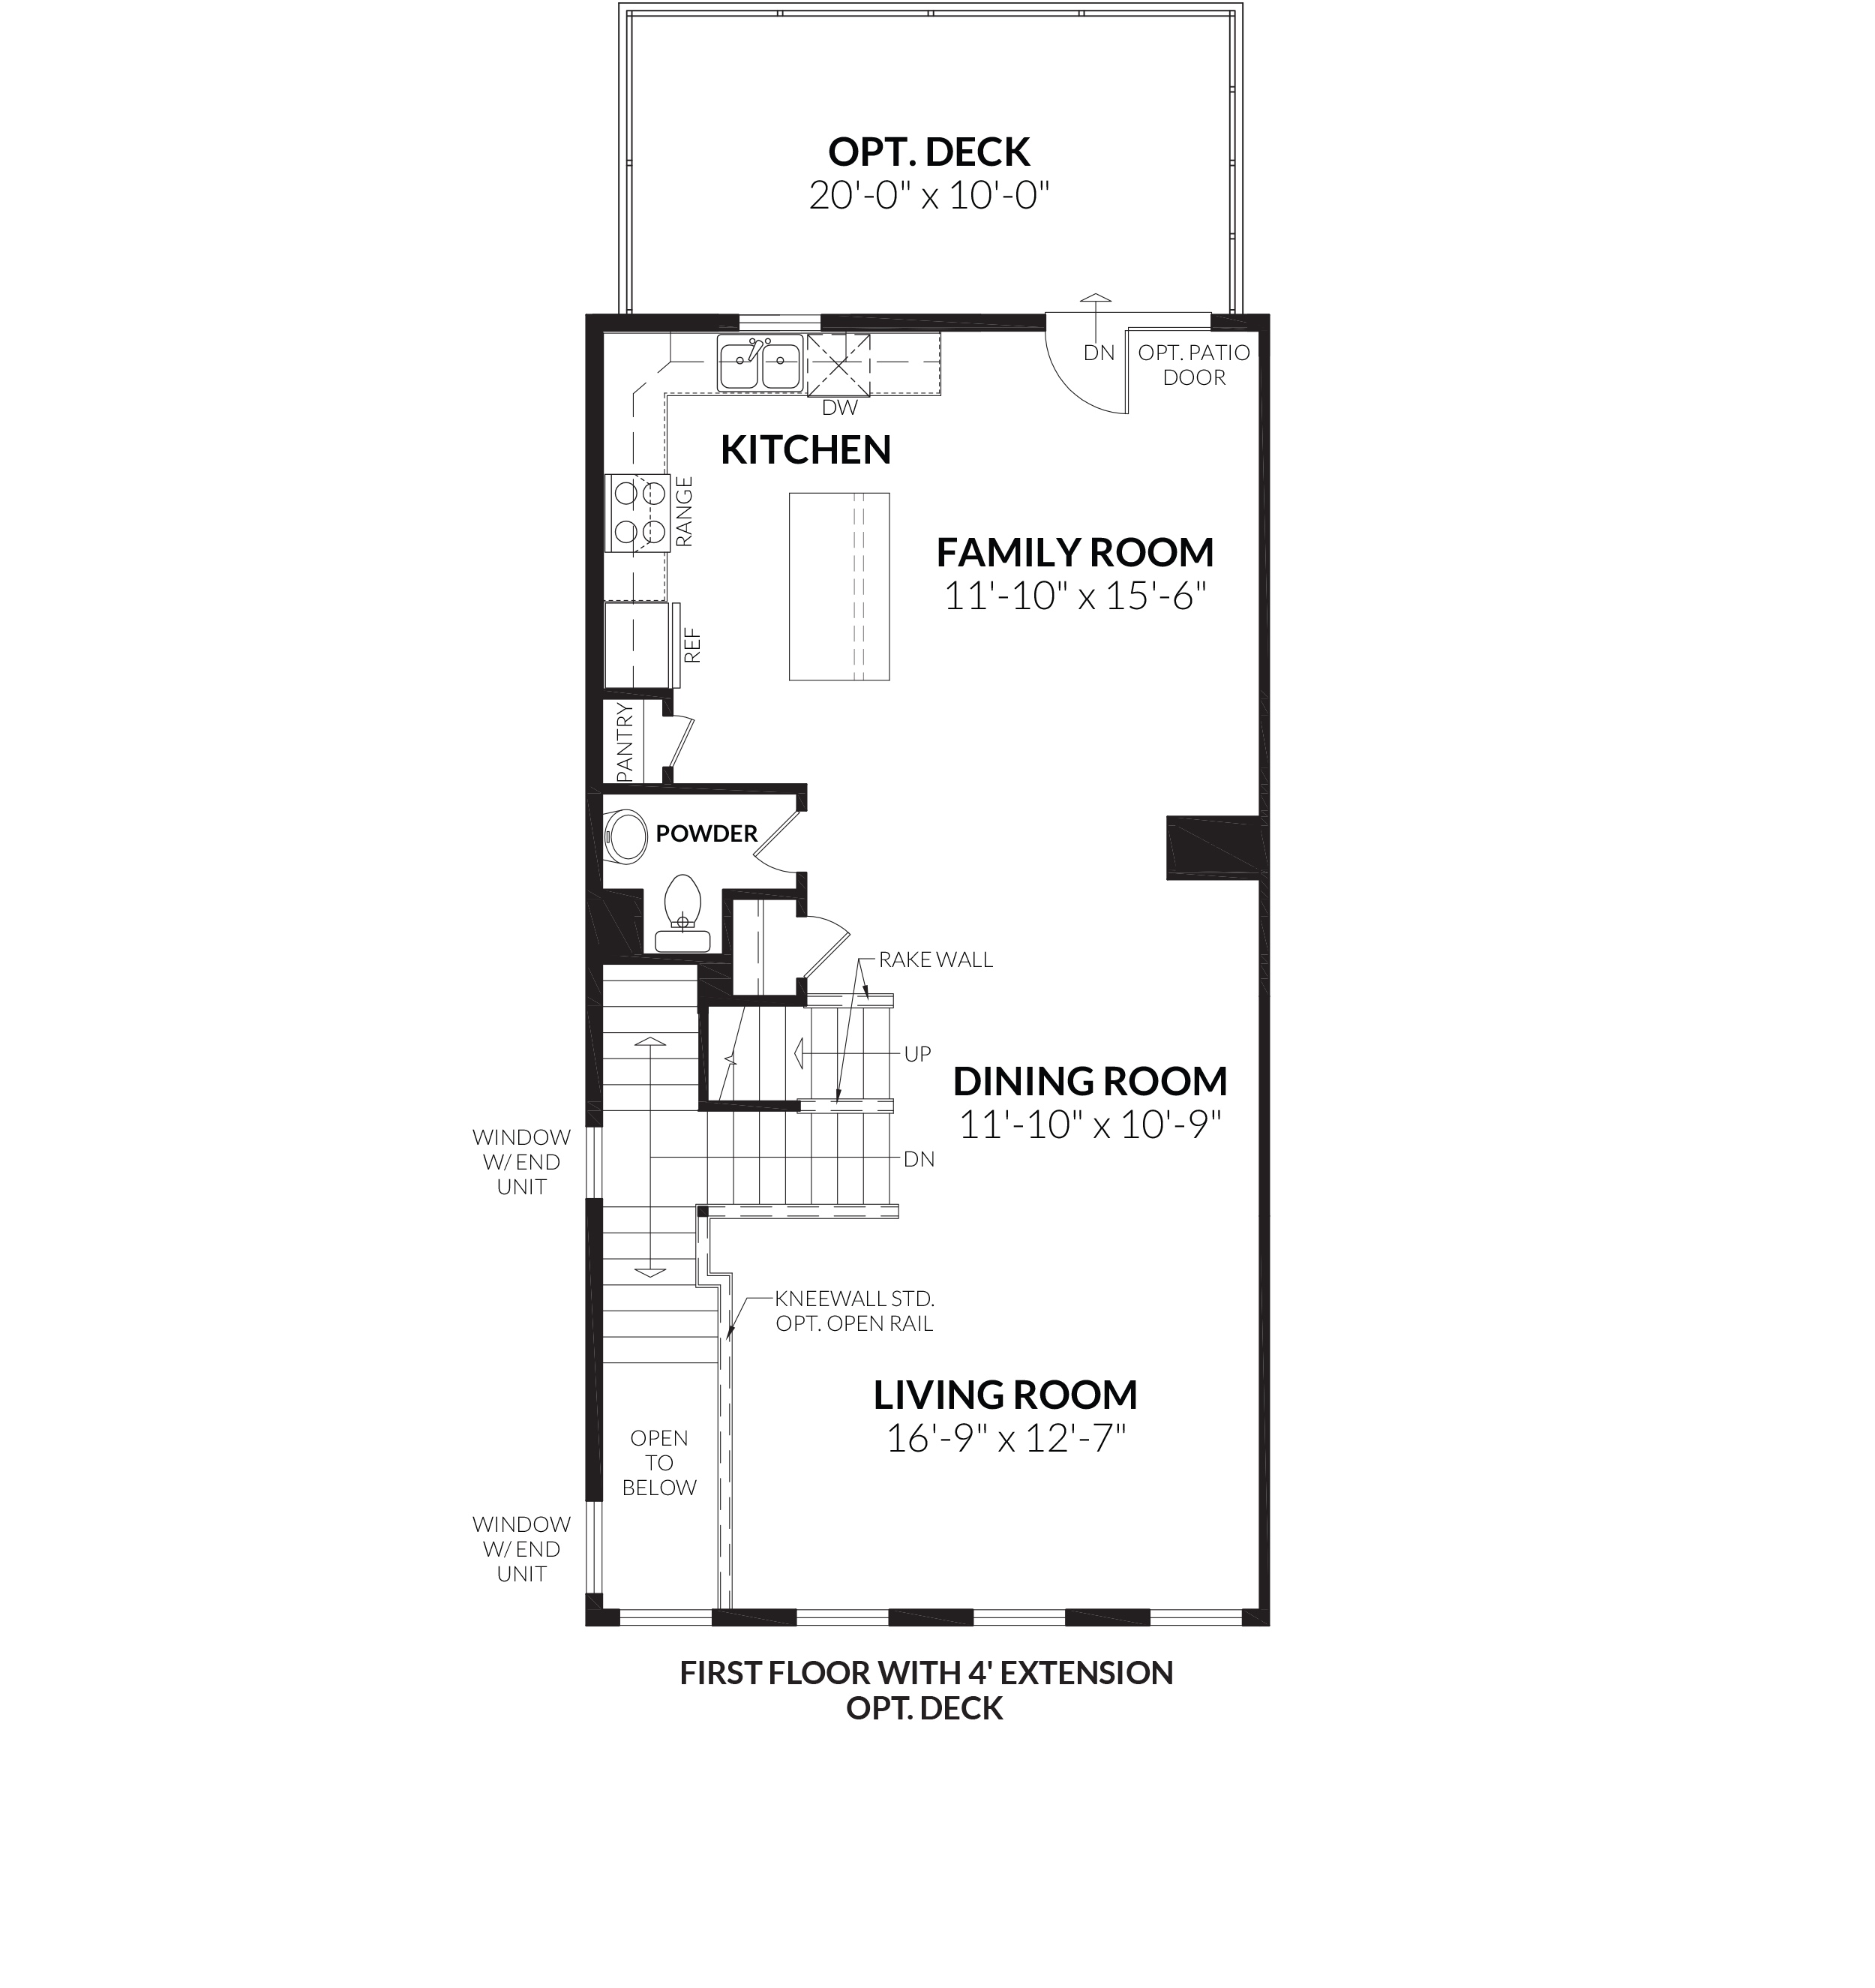 OPT. DECK
20'-0" x 10'-0"
DN
OPT. PATIO
DOOR
DW
KITCHEN
RANGE
FAMILY ROOM
11'-10" x 15'-6"
REF
PANTRY
POWDER
RAKE WALL
UP
DINING ROOM
11'-10" x 10'-9"
WINDOW
W/ END
UNIT
DN
KNEEWALL STD.
OPT. OPEN RAIL
LIVING ROOM
16'-9" x 12'-7"
OPEN
TO
BELOW
WINDOW
W/ END
UNIT
FIRST FLOOR WITH 4' EXTENSION
OPT. DECK